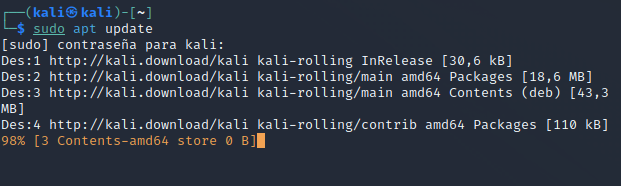 ┌──(kali㉿kali)-[~]
└─$ sudo apt update
[sudo] contraseña para kali:
Des:1 http://kali.download/kali kali-rolling InRelease [30,6 kB]
Des:2 http://kali.download/kali kali-rolling/main amd64 Packages [18,6 MB]
Des:3 http://kali.download/kali kali-rolling/main amd64 Contents (deb) [43,3
MB]
Des:4 http://kali.download/kali kali-rolling/contrib amd64 Packages [110 kB]
98% [3 Contents-amd64 store 0 B]